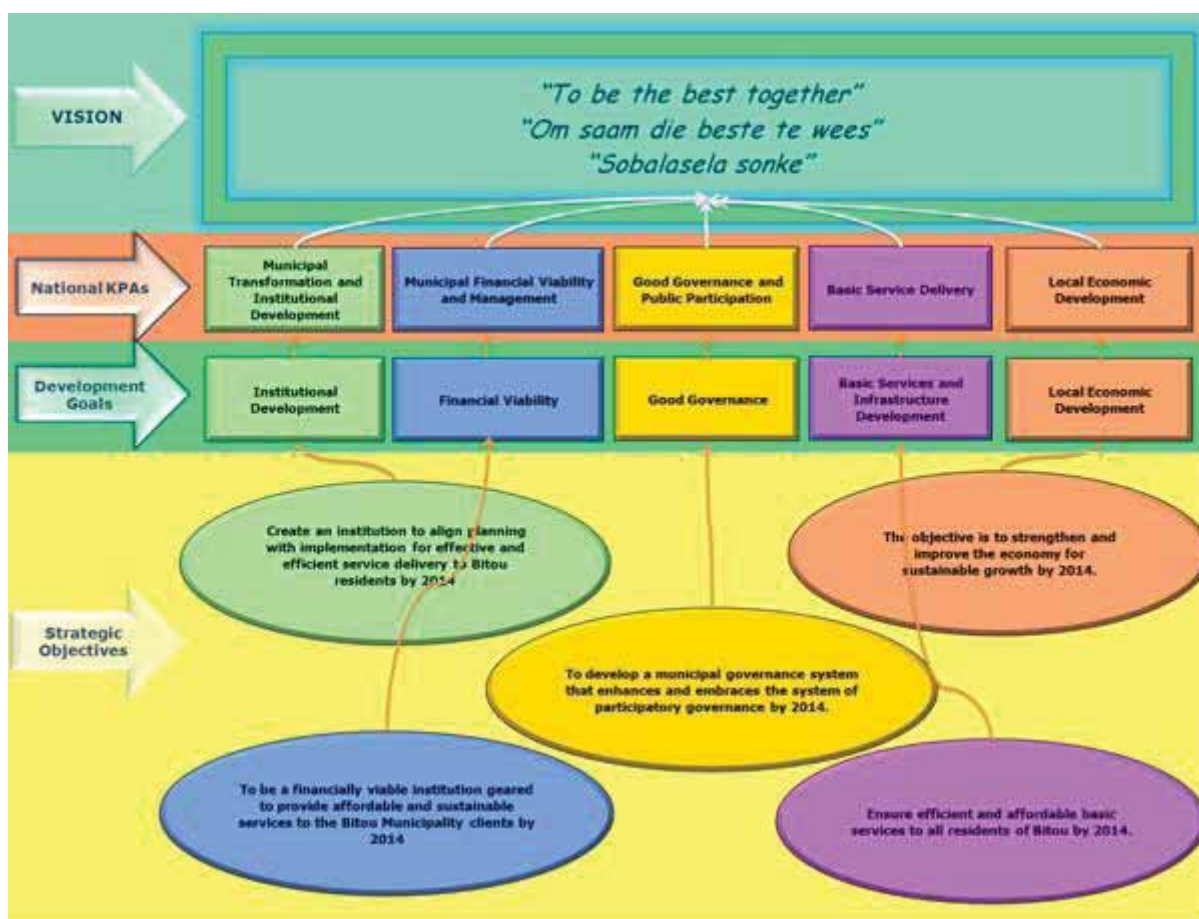 VISION
"To be the best together"
"Om saam die beste te wees"
"Sobalasela sonke"
National KPAs
Municipal
Transformation and
Institutional
Development
Municipal Financial Viability
and Management
Good Governance and
Public Participation
Basic Service Delivery
Local Economic
Development
Development
Goals
Institutional
Development
Financial Viability
Good Governance
Basic Services and
Infrastructure
Development
Local Economic
Development
Strategic
Objectives
Create an institution to align planning
with implementation for effective and
efficient service delivery to Bitou
residents by 2014
The objective is to strengthen and
improve the economy for
sustainable growth by 2014.
To develop a municipal governance system
that enhances and embraces the system of
participatory governance by 2014.
To be a financially viable institution geared
to provide affordable and sustainable
services to the Bitou Municipality clients by
2014
Ensure efficient and affordable basic
services to all residents of Bitou by 2014.